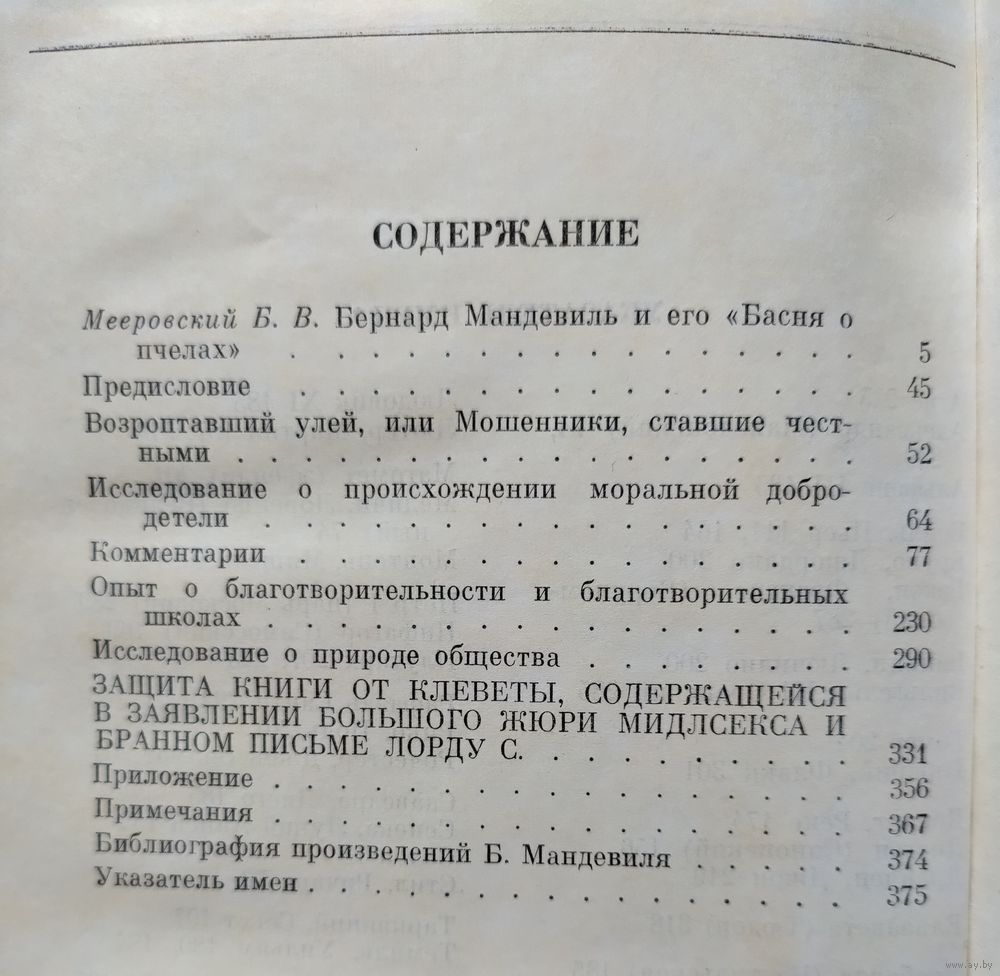 СОДЕРЖАНИЕ
Мееровский Б. В. Бернард Мандевиль и его «Басня о
пчелах» . . . . . . . . . . . . . . . . 5
Предисловие . . . . . . . . . . . . . . . 45
Возроптавший улей, или Мошенники, ставшие чест-
ными . . . . . . . . . . . . . . . . . 52
Исследование о происхождении моральной добро-
детели . . . . . . . . . . . . . . . . 64
Комментарии . . . . . . . . . . . . . . . 77
Опыт о благотворительности и благотворительных
школах . . . . . . . . . . . . . . . . 230
Исследование о природе общества . . . . . . . 290
ЗАЩИТА КНИГИ ОТ КЛЕВЕТЫ, СОДЕРЖАЩЕЙСЯ
В ЗАЯВЛЕНИИ БОЛЬШОГО ЖЮРИ МИДЛСЕКСА И
БРАННОМ ПИСЬМЕ ЛОРДУ С. . . . . . . . . . 331
Приложение . . . . . . . . . . . . . . . 356
Примечания . . . . . . . . . . . . . . . 367
Библиография произведений Б. Мандевиля . . . . 374
Указатель имен . . . . . . . . . . . . . . 375
www.ay.by